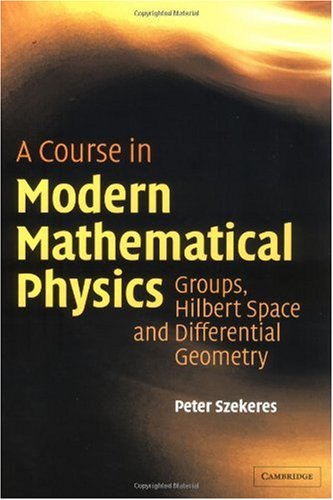 A Course in
Modern
Mathematical
Physics
Groups,
Hilbert Space
and Differential
Geometry
Peter Szekeres
CAMBRIDGE